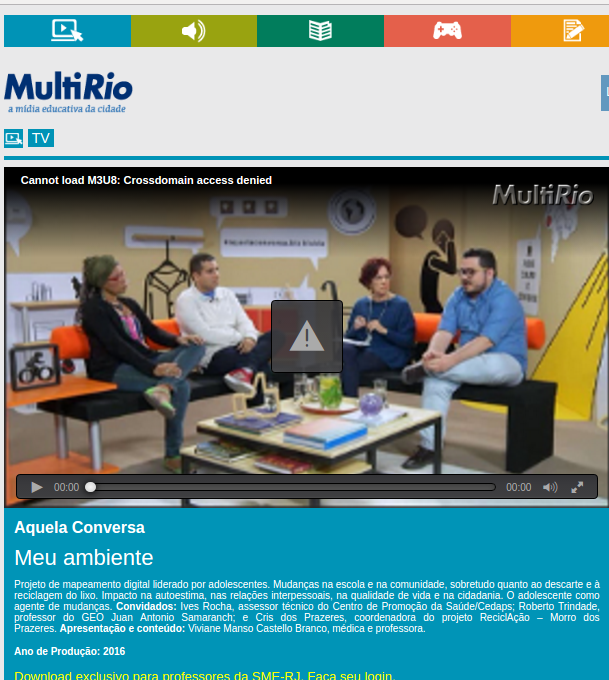 MultiRio
a mídia educativa da cidade
TV
Cannot load M3U8: Crossdomain access denied
MultiRio
00:00
00:00
Aquela Conversa
Meu ambiente
Projeto de mapeamento digital liderado por adolescentes. Mudanças na escola e na comunidade, sobretudo quanto ao descarte e à
reciclagem do lixo. Impacto na autoestima, nas relações interpessoais, na qualidade de vida e na cidadania. O adolescente como
agente de mudanças. Convidados: Ives Rocha, assessor técnico do Centro de Promoção da Saúde/Cedaps; Roberto Trindade,
professor do GEO Juan Antonio Samaranch; e Cris dos Prazeres, coordenadora do projeto ReciclAção – Morro dos
Prazeres. Apresentação e conteúdo: Viviane Manso Castello Branco, médica e professora.
Ano de Produção: 2016
Download exclusivo para professores da SME-RJ. Faça seu login.